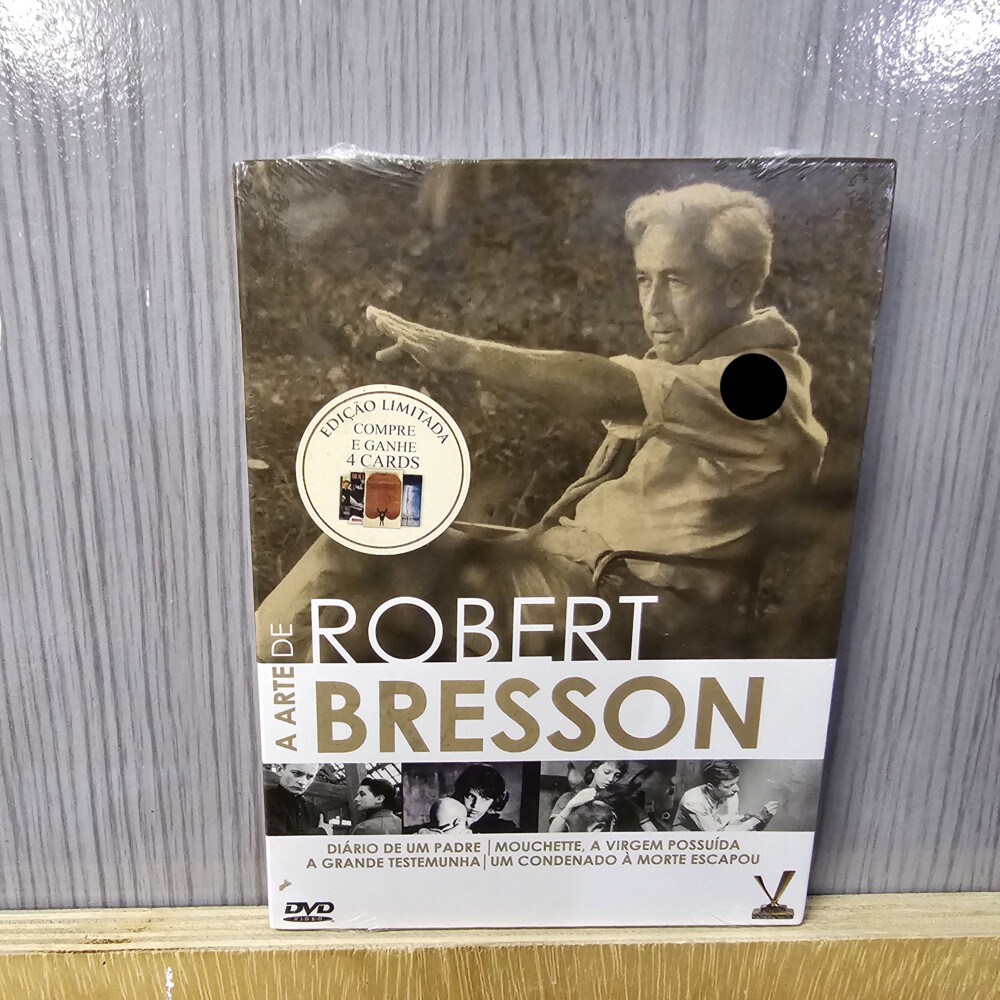 EDIÇÃO LIMITADA
COMPRE
E GANHE
4 CARDS
A ARTE DE
ROBERT
BRESSON
DIÁRIO DE UM PADRE | MOUCHETTE, A VIRGEM POSSUÍDA
A GRANDE TESTEMUNHA | UM CONDENADO À MORTE ESCAPOU
DVD
VIDEO